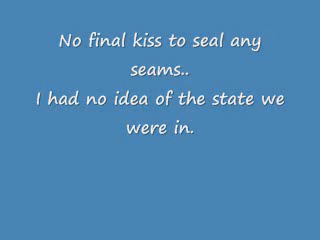 No final kiss to seal any
seams..
I had no idea of the state we
were in.